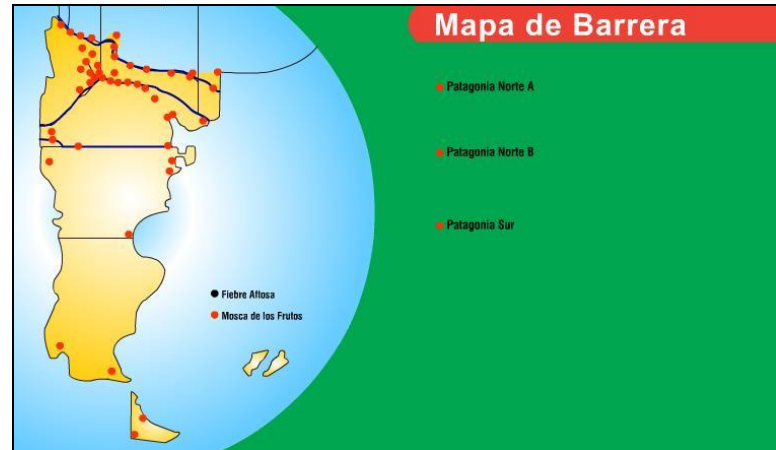 Mapa de Barrera
Patagonia Norte A
Patagonia Norte B
Patagonia Sur
Fiebre Aftosa
Mosca de los Frutos